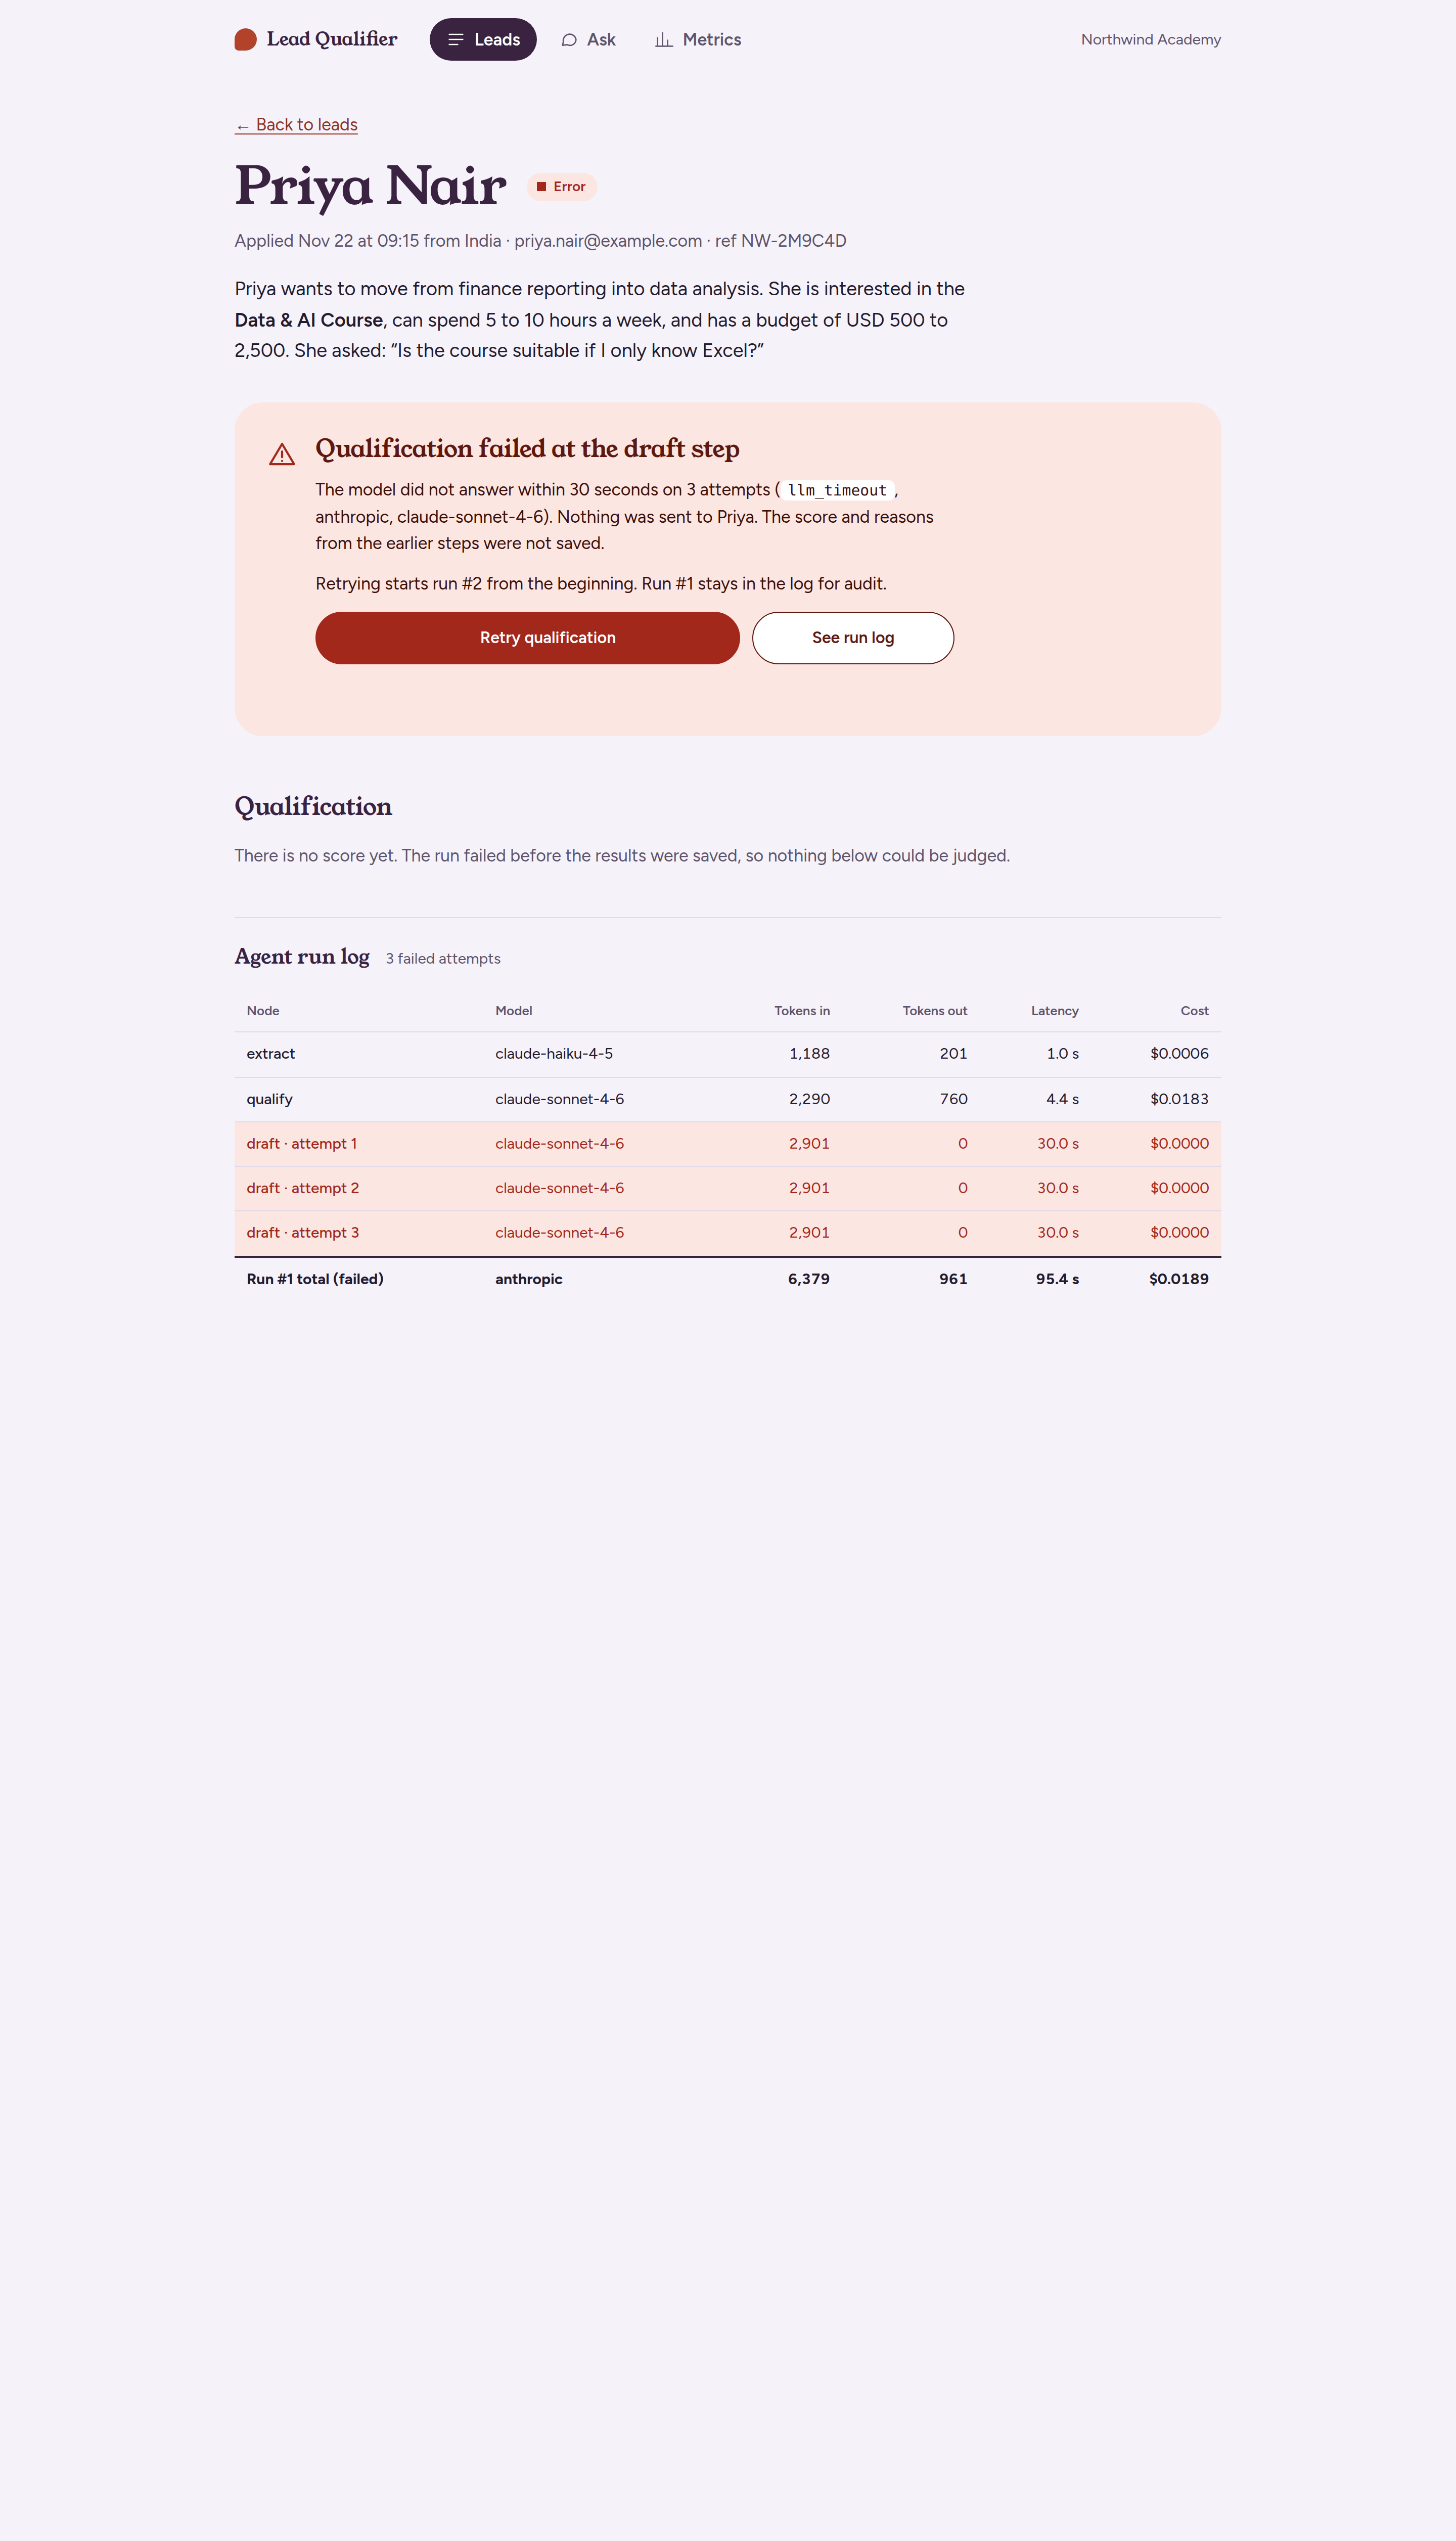 Lead Qualifier
Leads
Ask
Metrics
Northwind Academy
← Back to leads
Priya Nair
Error
Applied Nov 22 at 09:15 from India · priya.nair@example.com · ref NW-2M9C4D
Priya wants to move from finance reporting into data analysis. She is interested in the
Data & AI Course, can spend 5 to 10 hours a week, and has a budget of USD 500 to
2,500. She asked: “Is the course suitable if I only know Excel?”
Qualification failed at the draft step
The model did not answer within 30 seconds on 3 attempts ( llm_timeout ,
anthropic, claude-sonnet-4-6). Nothing was sent to Priya. The score and reasons
from the earlier steps were not saved.
Retrying starts run #2 from the beginning. Run #1 stays in the log for audit.
Retry qualification
See run log
Qualification
There is no score yet. The run failed before the results were saved, so nothing below could be judged.
Agent run log 3 failed attempts
Node Model Tokens in Tokens out Latency Cost
extract claude-haiku-4-5 1,188 201 1.0 s $0.0006
qualify claude-sonnet-4-6 2,290 760 4.4 s $0.0183
draft · attempt 1 claude-sonnet-4-6 2,901 0 30.0 s $0.0000
draft · attempt 2 claude-sonnet-4-6 2,901 0 30.0 s $0.0000
draft · attempt 3 claude-sonnet-4-6 2,901 0 30.0 s $0.0000
Run #1 total (failed) anthropic 6,379 961 95.4 s $0.0189